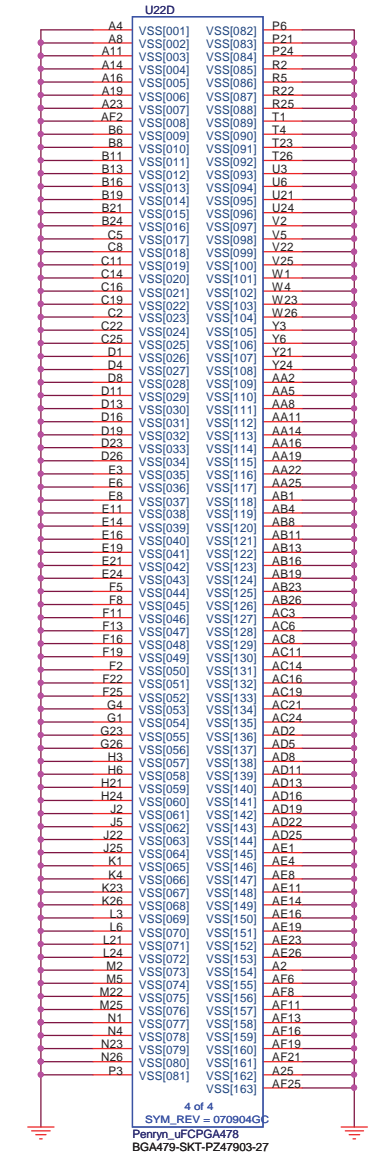 U22D
A4 VSS[001] VSS[082] P6
A8 VSS[002] VSS[083] P21
A11 VSS[003] VSS[084] P24
A14 VSS[004] VSS[085] R2
A16 VSS[005] VSS[086] R5
A19 VSS[006] VSS[087] R22
A23 VSS[007] VSS[088] R25
AF2 VSS[008] VSS[089] T1
B6 VSS[009] VSS[090] T4
B8 VSS[010] VSS[091] T23
B11 VSS[011] VSS[092] T26
B13 VSS[012] VSS[093] U3
B16 VSS[013] VSS[094] U6
B19 VSS[014] VSS[095] U21
B21 VSS[015] VSS[096] U24
B24 VSS[016] VSS[097] V2
C5 VSS[017] VSS[098] V5
C8 VSS[018] VSS[099] V22
C11 VSS[019] VSS[100] V25
C14 VSS[020] VSS[101] W1
C16 VSS[021] VSS[102] W4
C19 VSS[022] VSS[103] W23
C2 VSS[023] VSS[104] W26
C22 VSS[024] VSS[105] Y3
C25 VSS[025] VSS[106] Y6
D1 VSS[026] VSS[107] Y21
D4 VSS[027] VSS[108] Y24
D8 VSS[028] VSS[109] AA2
D11 VSS[029] VSS[110] AA5
D13 VSS[030] VSS[111] AA8
D16 VSS[031] VSS[112] AA11
D19 VSS[032] VSS[113] AA14
D23 VSS[033] VSS[114] AA16
D26 VSS[034] VSS[115] AA19
E3 VSS[035] VSS[116] AA22
E6 VSS[036] VSS[117] AA25
E8 VSS[037] VSS[118] AB1
E11 VSS[038] VSS[119] AB4
E14 VSS[039] VSS[120] AB8
E16 VSS[040] VSS[121] AB11
E19 VSS[041] VSS[122] AB13
E21 VSS[042] VSS[123] AB16
E24 VSS[043] VSS[124] AB19
F5 VSS[044] VSS[125] AB23
F8 VSS[045] VSS[126] AB26
F11 VSS[046] VSS[127] AC3
F13 VSS[047] VSS[128] AC6
F16 VSS[048] VSS[129] AC8
F19 VSS[049] VSS[130] AC11
F2 VSS[050] VSS[131] AC14
F22 VSS[051] VSS[132] AC16
F25 VSS[052] VSS[133] AC19
G4 VSS[053] VSS[134] AC21
G1 VSS[054] VSS[135] AC24
G23 VSS[055] VSS[136] AD2
G26 VSS[056] VSS[137] AD5
H3 VSS[057] VSS[138] AD8
H6 VSS[058] VSS[139] AD11
H21 VSS[059] VSS[140] AD13
H24 VSS[060] VSS[141] AD16
J2 VSS[061] VSS[142] AD19
J5 VSS[062] VSS[143] AD22
J22 VSS[063] VSS[144] AD25
J25 VSS[064] VSS[145] AE1
K1 VSS[065] VSS[146] AE4
K4 VSS[066] VSS[147] AE8
K23 VSS[067] VSS[148] AE11
K26 VSS[068] VSS[149] AE14
L3 VSS[069] VSS[150] AE16
L6 VSS[070] VSS[151] AE19
L21 VSS[071] VSS[152] AE23
L24 VSS[072] VSS[153] AE26
M2 VSS[073] VSS[154] A2
M5 VSS[074] VSS[155] AF6
M22 VSS[075] VSS[156] AF8
M25 VSS[076] VSS[157] AF11
N1 VSS[077] VSS[158] AF13
N4 VSS[078] VSS[159] AF16
N23 VSS[079] VSS[160] AF19
N26 VSS[080] VSS[161] AF21
P3 VSS[081] VSS[162] A25
VSS[163] AF25
4 of 4
SYM_REV = 070904GC
Penryn_uFCPGA478
BGA479-SKT-PZ47903-27